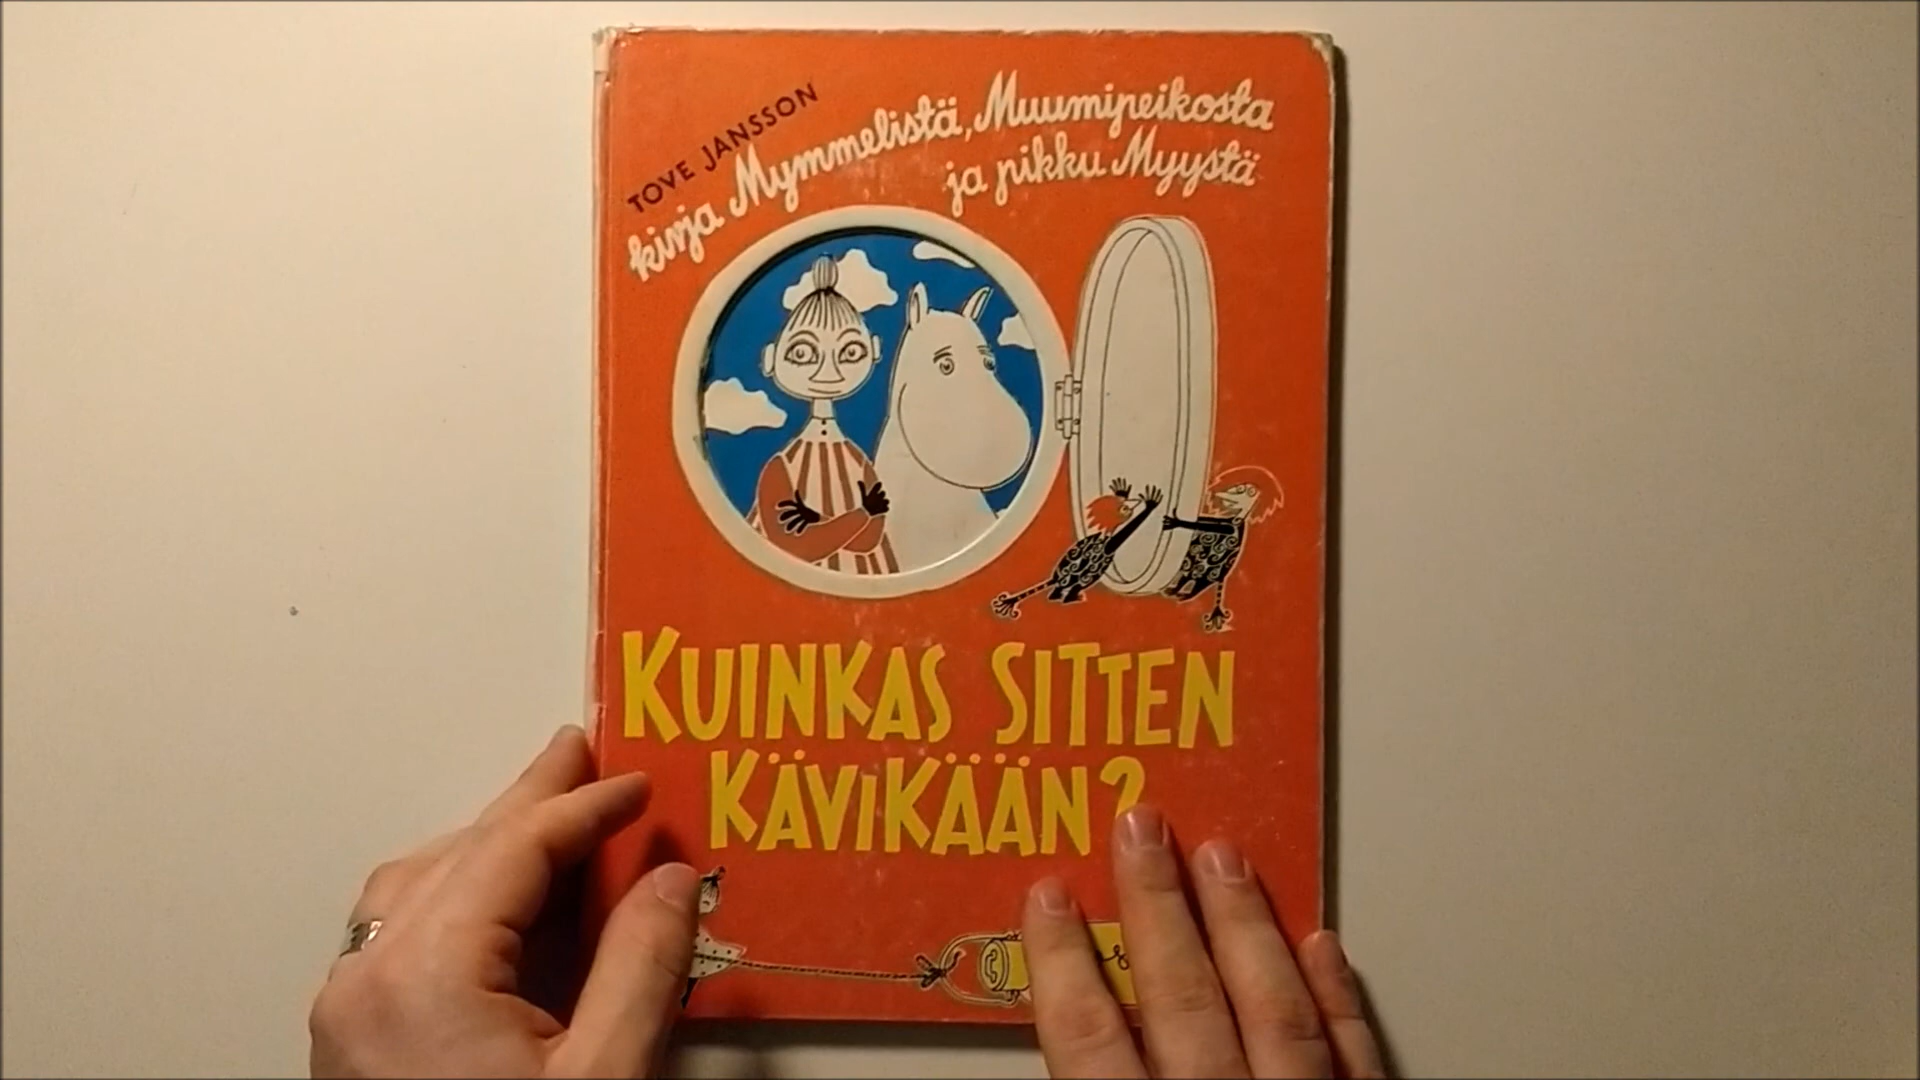 TOVE JANSSON
kirja Mymmelistä, Muumipeikosta
ja pikku Myystä
KUINKAS SITTEN
KÄVIKÄÄN?